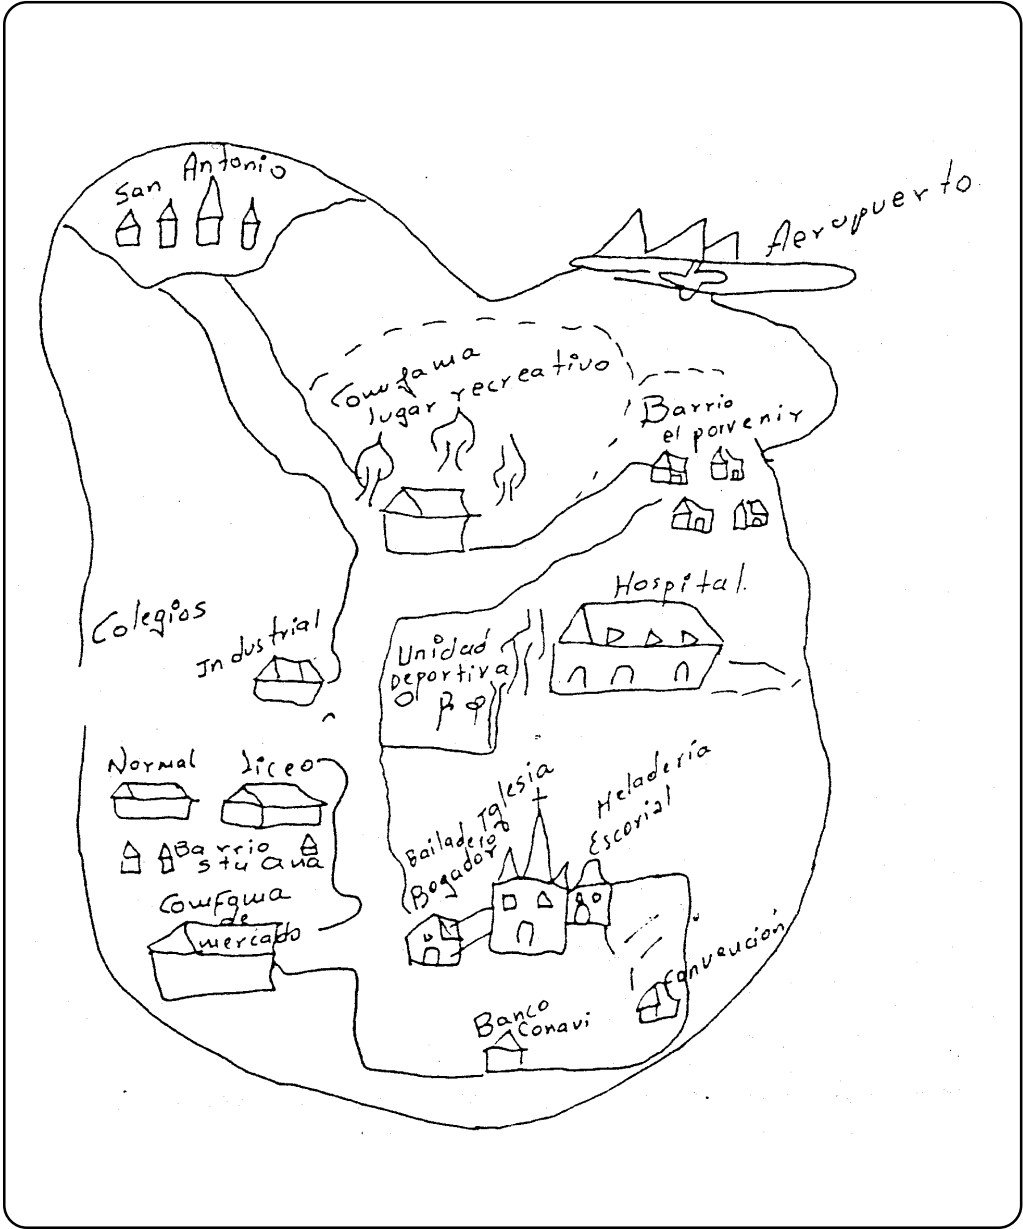 San Antonio
Aeropuerto
Comfama
lugar recreativo
Barrio
el porvenir
Hospital.
Colegios
Industrial
Unidad
Deportiva
Normal
Liceo
Iglesia
Heladería
Escorial
Bailadero
Bogador
Barrio
sta Ana
Comfama
de
mercado
Convención
Banco
Conavi